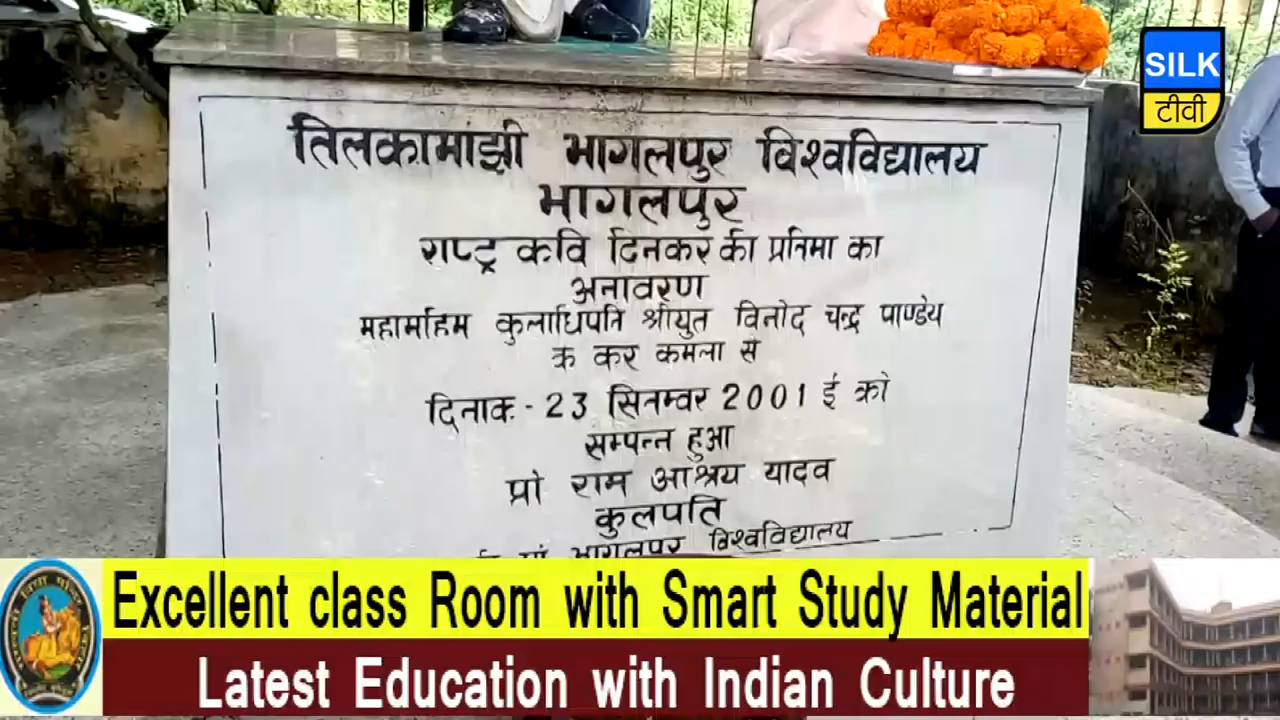 SILK
टीवी
तिलकामांझी भागलपुर विश्वविद्यालय
भागलपुर
राष्ट्र कवि दिनकर की प्रतिमा का
अनावरण
महामहिम कुलाधिपति श्रीयुत विनोद चन्द्र पाण्डेय
क कर कमला से
दिनाक - 23 सितम्बर 2001 ई को
सम्पन्न हुआ
प्रो राम आश्रय यादव
कुलपति
मां भागलपुर विश्वविद्यालय
Excellent class Room with Smart Study Material
Latest Education with Indian Culture